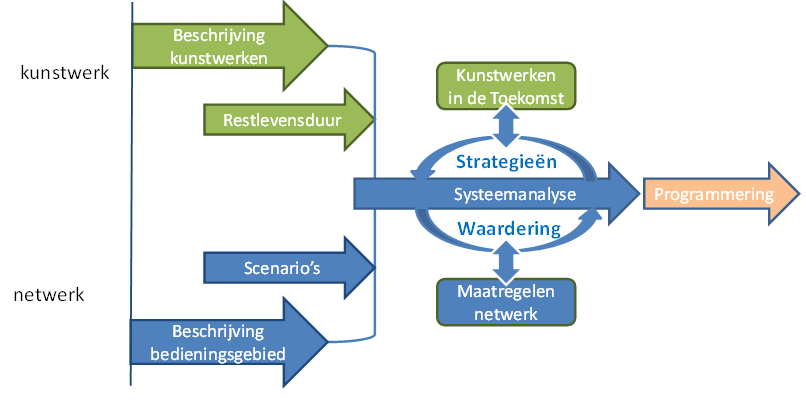 Beschrijving
kunstwerken
kunstwerk
Restlevensduur
Kunstwerken
in de Toekomst
Strategieën
Systeemanalyse
Programmering
Waardering
Scenario's
netwerk
Maatregelen
netwerk
Beschrijving
bedieningsgebied